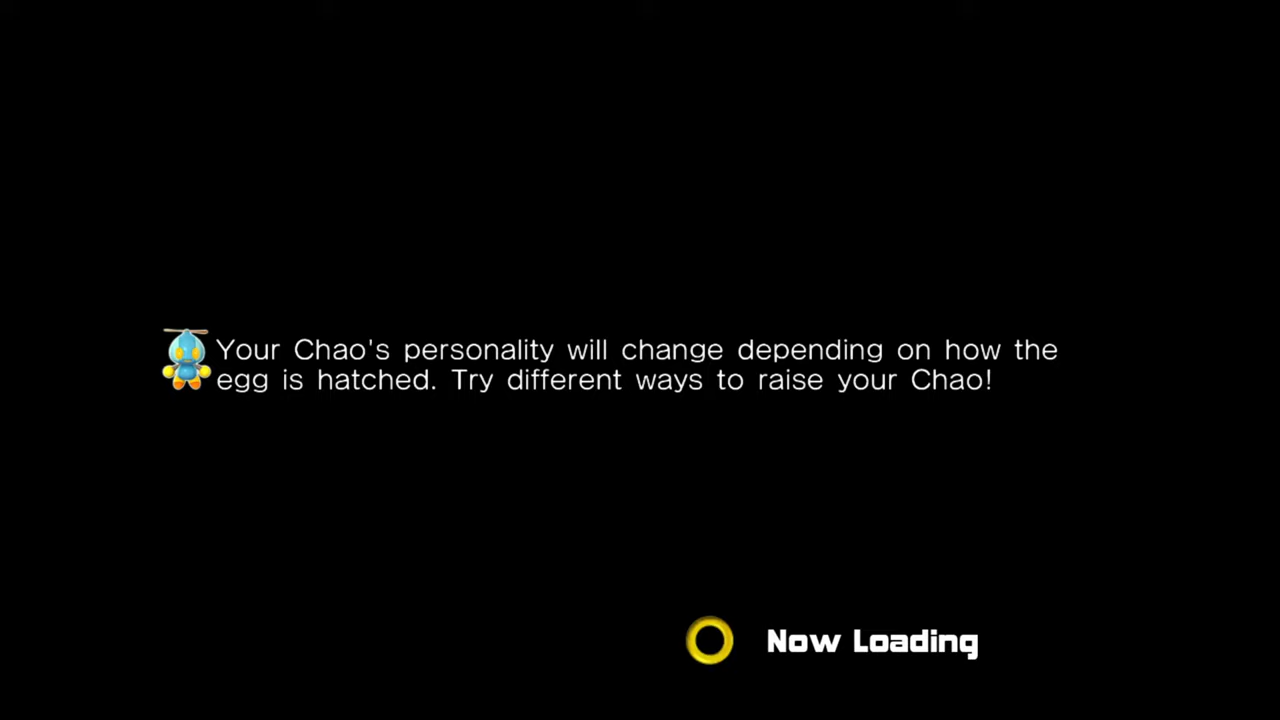 Your Chao's personality will change depending on how the
egg is hatched. Try different ways to raise your Chao!
Now Loading